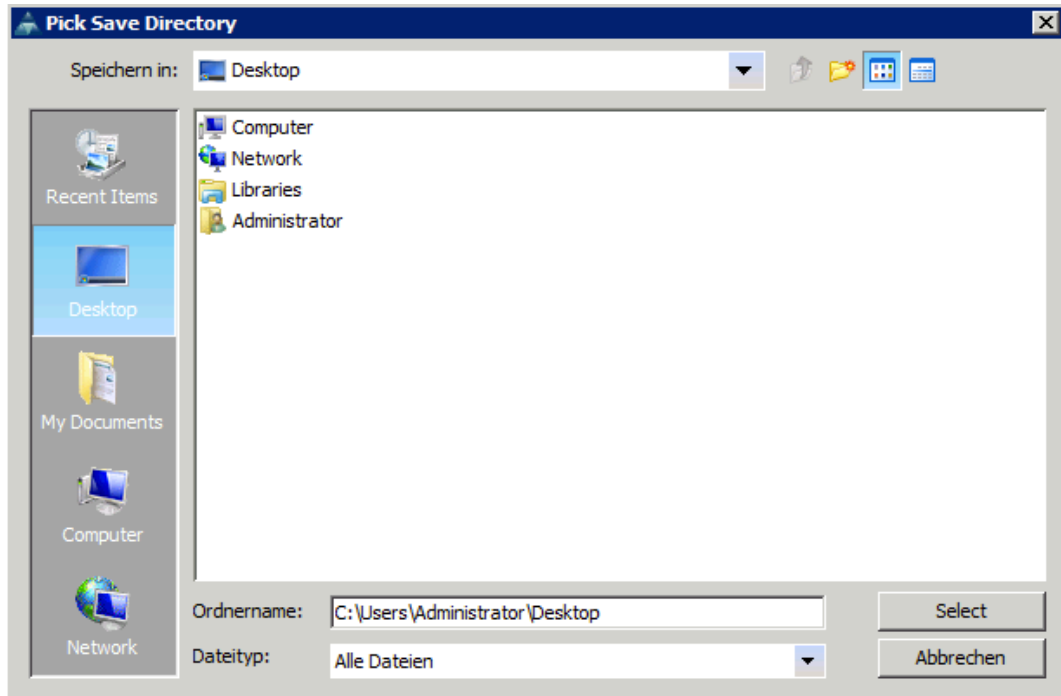 Pick Save Directory
Speichern in:
Desktop
Computer
Network
Libraries
Administrator
Recent Items
Desktop
My Documents
Computer
Network
Ordnername:
C:\Users\Administrator\Desktop
Select
Dateityp:
Alle Dateien
Abbrechen